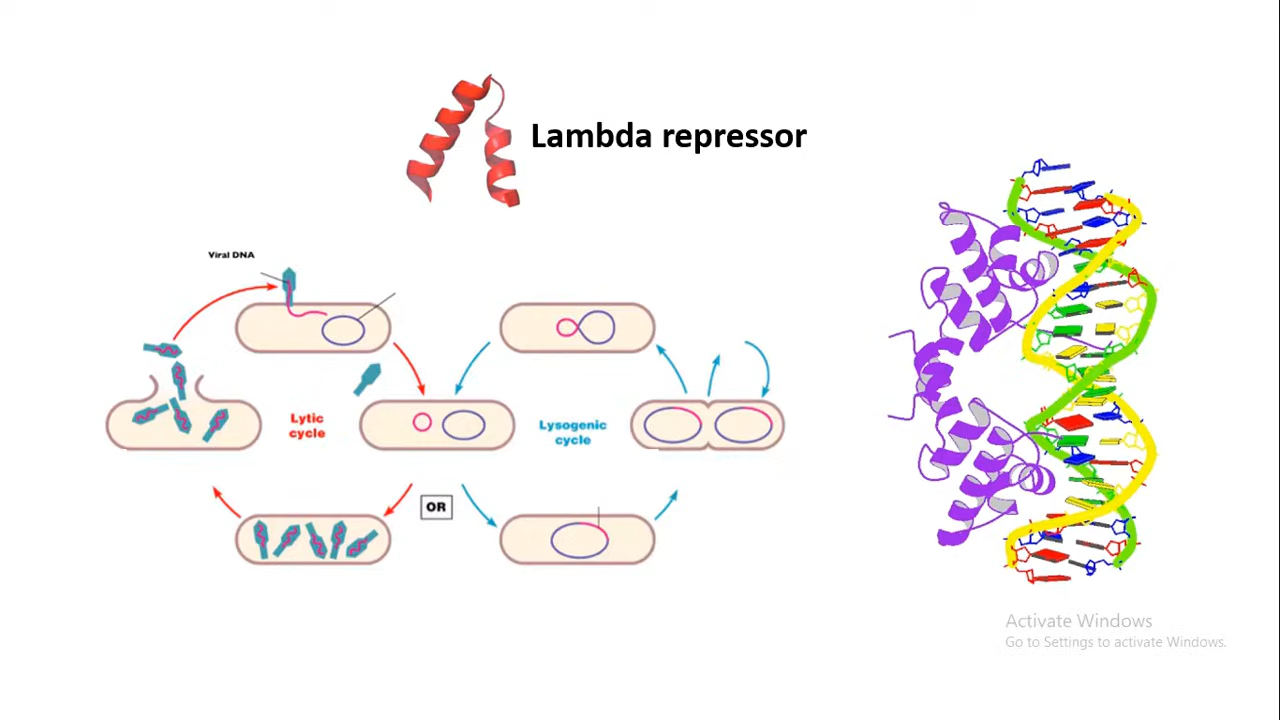 Lambda repressor
Viral DNA
Lytic
cycle
Lysogenic
cycle
OR
Activate Windows
Go to Settings to activate Windows.